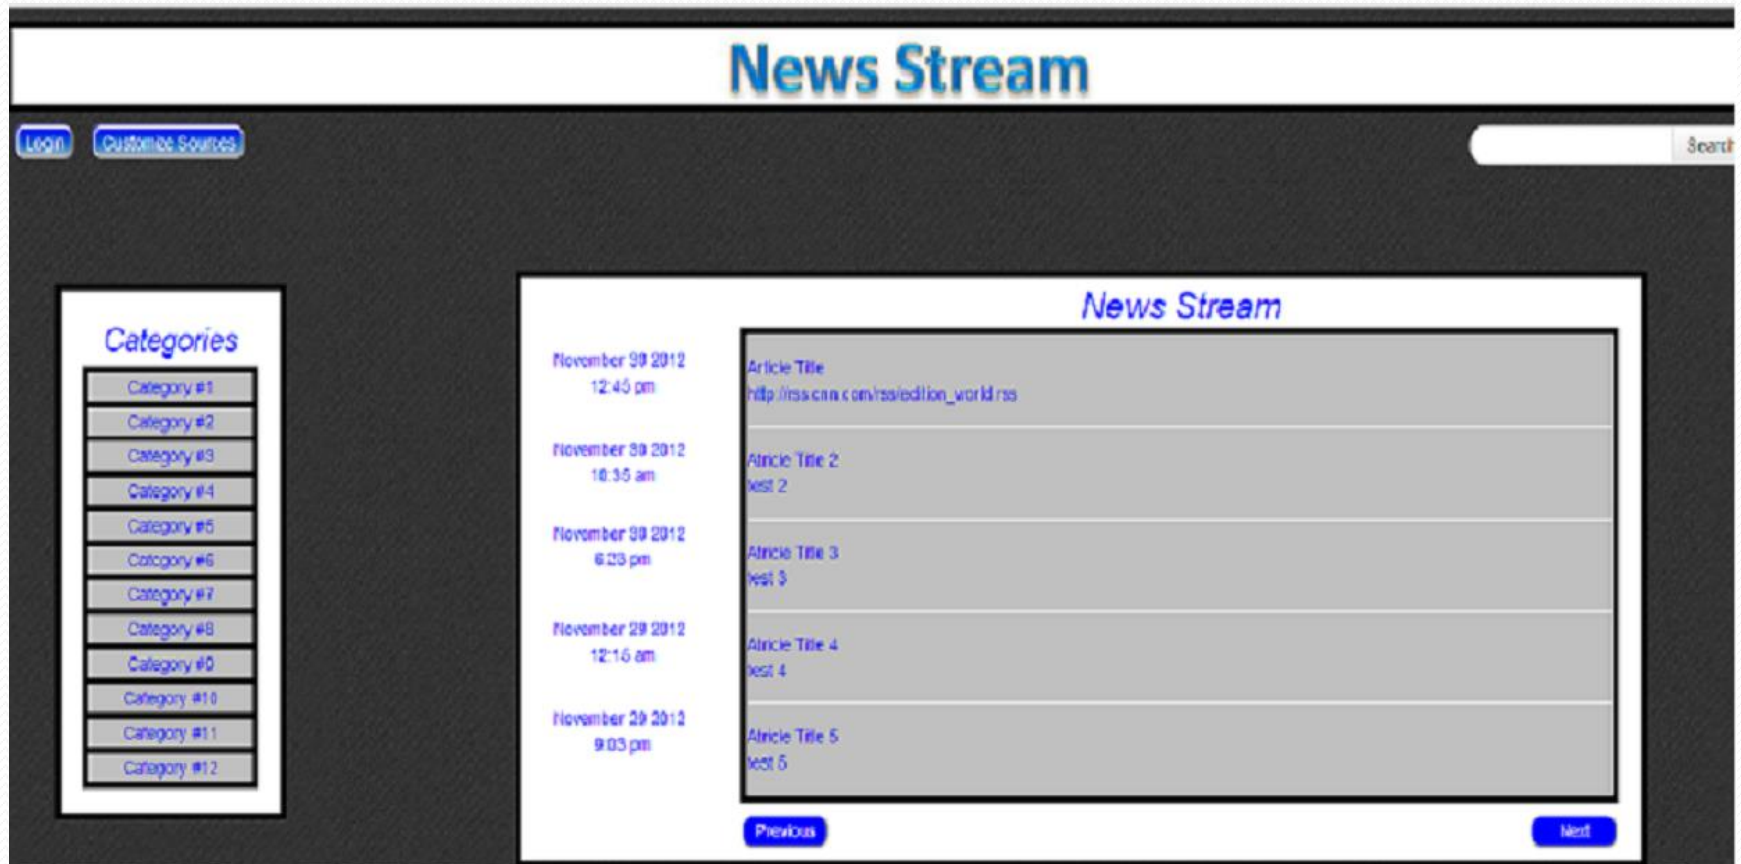 News Stream
Login
Customize Sources
Search
Categories
Category #1
Category #2
Category #3
Category #4
Category #5
Category #6
Category #7
Category #8
Category #9
Category #10
Category #11
Category #12
News Stream
November 30 2012
12:45 pm
Article Title
http://rss.cnn.com/rss/edition_world.rss
November 30 2012
10:35 am
Atricle Title 2
test 2
November 30 2012
6:23 pm
Atricle Title 3
test 3
November 29 2012
12:15 am
Atricle Title 4
test 4
November 29 2012
9:03 pm
Atricle Title 5
test 5
Previous
Next